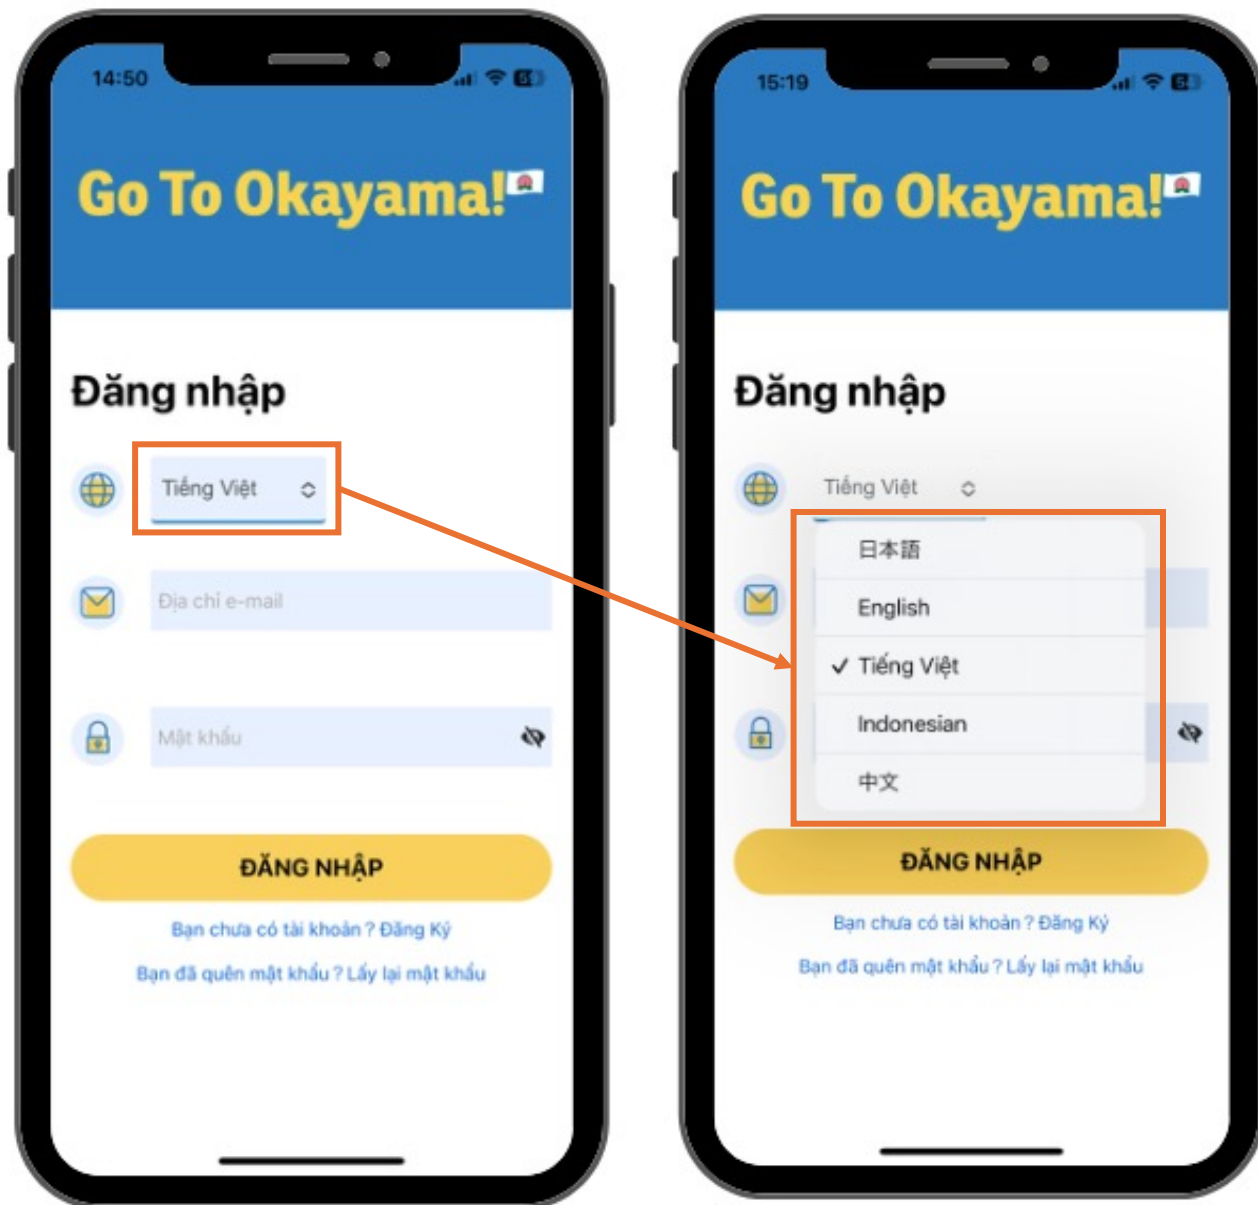 14:50
Go To Okayama!
Đăng nhập
Tiếng Việt
Địa chỉ e-mail
Mật khẩu
ĐĂNG NHẬP
Bạn chưa có tài khoản ? Đăng Ký
Bạn đã quên mật khẩu ? Lấy lại mật khẩu
15:19
Go To Okayama!
Đăng nhập
Tiếng Việt
日本語
English
✓ Tiếng Việt
Indonesian
中文
ĐĂNG NHẬP
Bạn chưa có tài khoản ? Đăng Ký
Bạn đã quên mật khẩu ? Lấy lại mật khẩu